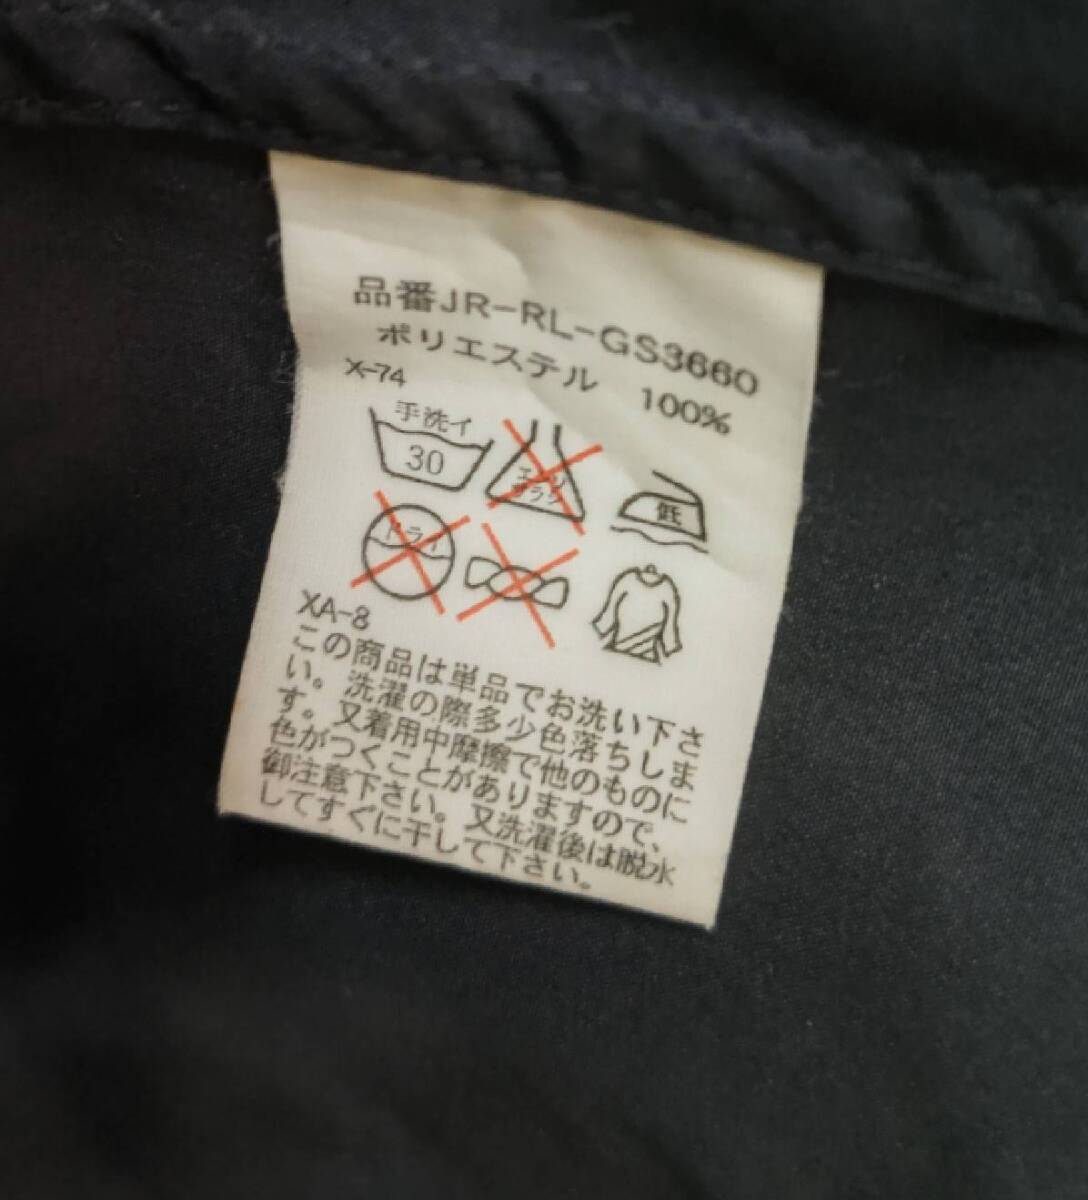 品番JR-RL-GS3660
ポリエステル 100%
X-74
手洗イ
30
エンソ
サラシ
低
ドライ
XA-8
この商品は単品でお洗い下さ
い。洗濯の際多少色落ちしま
す。又着用中摩擦で他のものに
色がつくことがありますので、
御注意下さい。又洗濯後は脱水
してすぐに干して下さい。